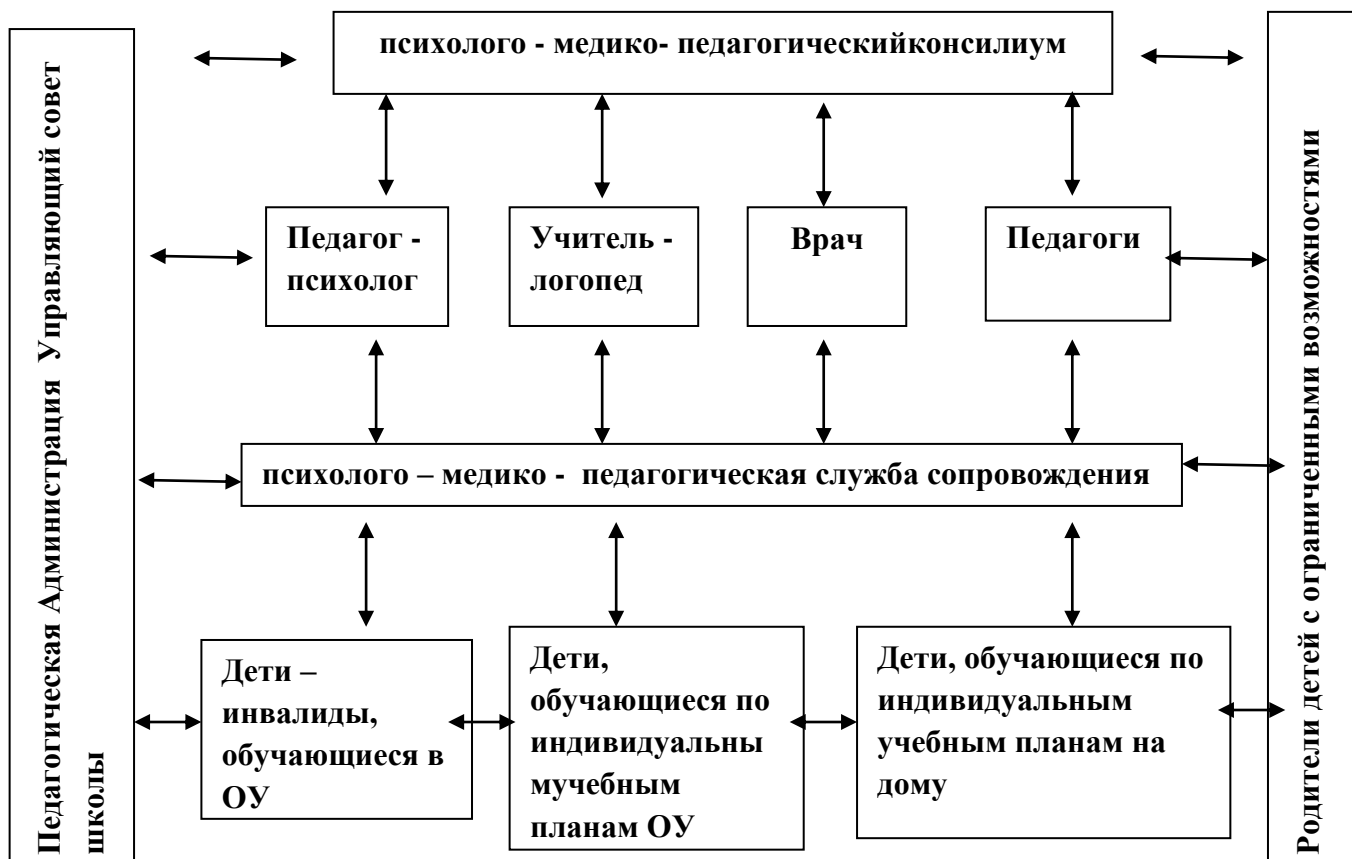 Педагогическая Администрация Управляющий совет
школы
психолого - медико- педагогическийконсилиум
Педагог -
психолог
Учитель -
логопед
Врач
Педагоги
психолого – медико - педагогическая служба сопровождения
Дети –
инвалиды,
обучающиеся в
ОУ
Дети,
обучающиеся по
индивидуальны
мучебным
планам ОУ
Дети, обучающиеся по
индивидуальным
учебным планам на
дому
Родители детей с ограниченными возможностями